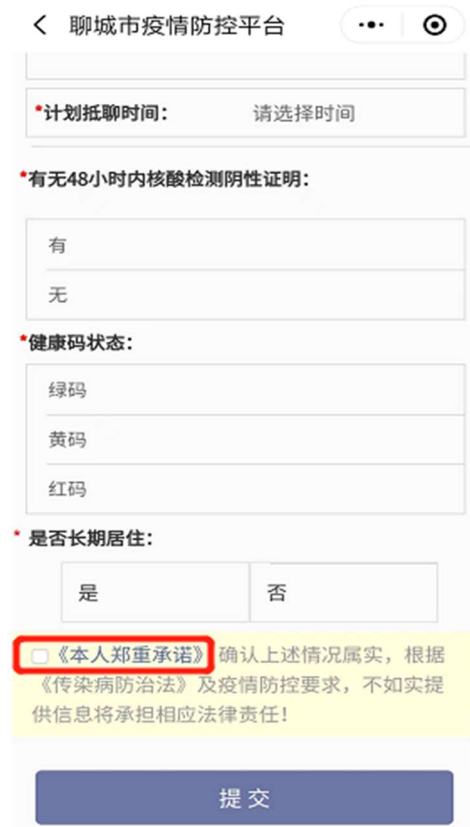 聊城市疫情防控平台
*计划抵聊时间： 请选择时间
*有无48小时内核酸检测阴性证明：
有
无
*健康码状态：
绿码
黄码
红码
* 是否长期居住：
是 否
《本人郑重承诺》 确认上述情况属实，根据
《传染病防治法》及疫情防控要求，不如实提
供信息将承担相应法律责任！
提交